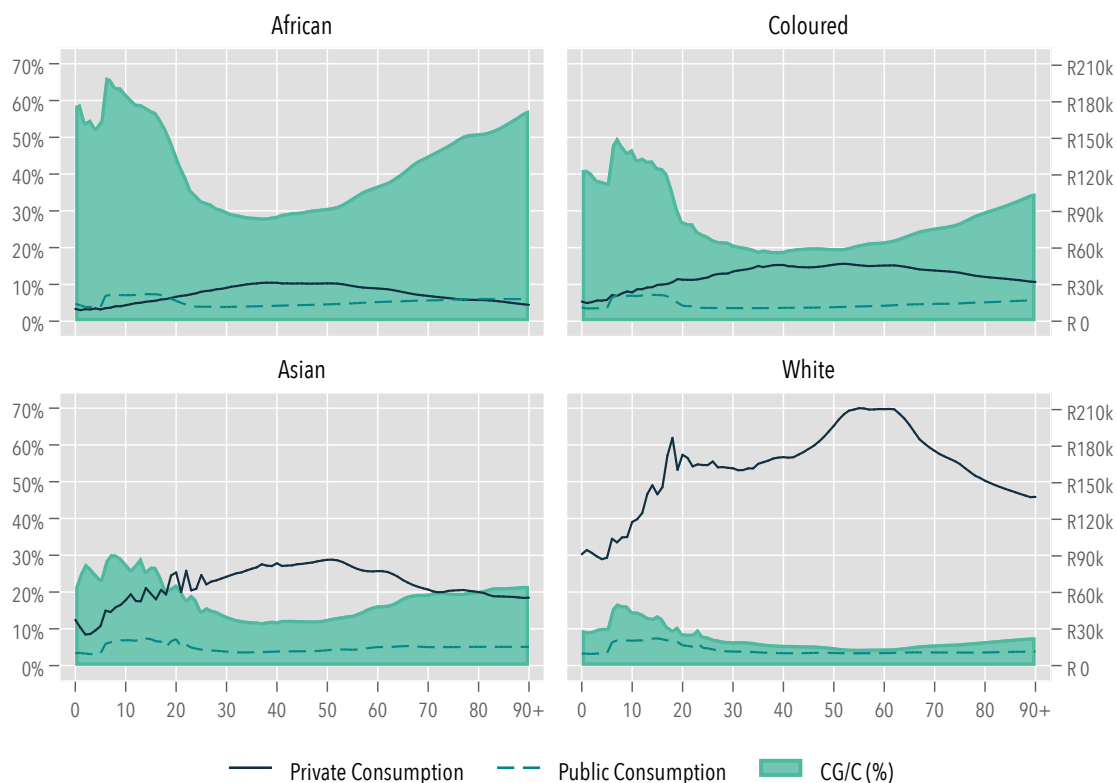 African
Coloured
70%
60%
50%
40%
30%
20%
10%
0%
R210k
R180k
R150k
R120k
R90k
R60k
R30k
R 0
Asian
White
70%
60%
50%
40%
30%
20%
10%
0%
R210k
R180k
R150k
R120k
R90k
R60k
R30k
R 0
0 10 20 30 40 50 60 70 80 90+
0 10 20 30 40 50 60 70 80 90+
Private Consumption Public Consumption CG/C (%)